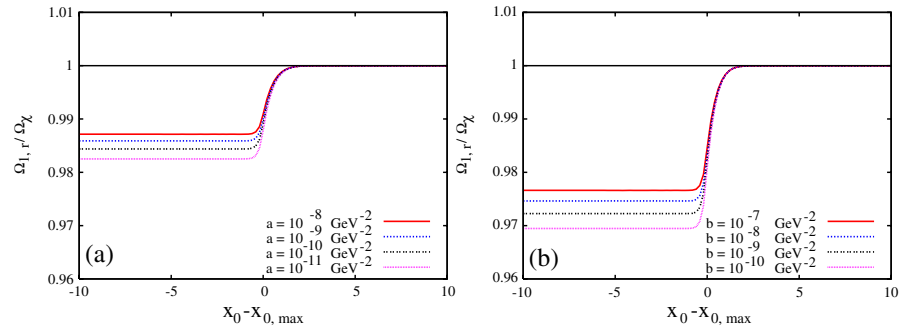 1.01
1
0.99
0.98
0.97
0.96
Ω1, r/ Ωχ
a = 10 -8 GeV-2
a = 10 -9 GeV-2
a = 10-10 GeV-2
a = 10-11 GeV-2
(a)
-10 -5 0 5 10
x0 - x0, max
1.01
1
0.99
0.98
0.97
0.96
Ω1, r/ Ωχ
b = 10 -7 GeV-2
b = 10 -8 GeV-2
b = 10 -9 GeV-2
b = 10 -10 GeV-2
(b)
-10 -5 0 5 10
x0 - x0, max